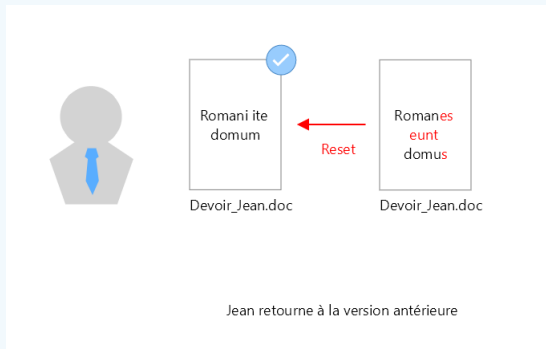 Romani ite
domum
Reset
Romanes
eunt
domus
Devoir_Jean.doc
Devoir_Jean.doc
Jean retourne à la version antérieure